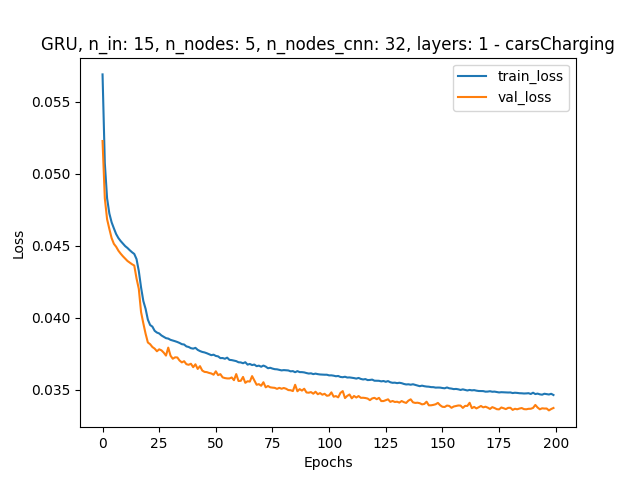 GRU, n_in: 15, n_nodes: 5, n_nodes_cnn: 32, layers: 1 - carsCharging
train_loss
val_loss
0.055
0.050
0.045
0.040
0.035
Loss
0 25 50 75 100 125 150 175 200
Epochs